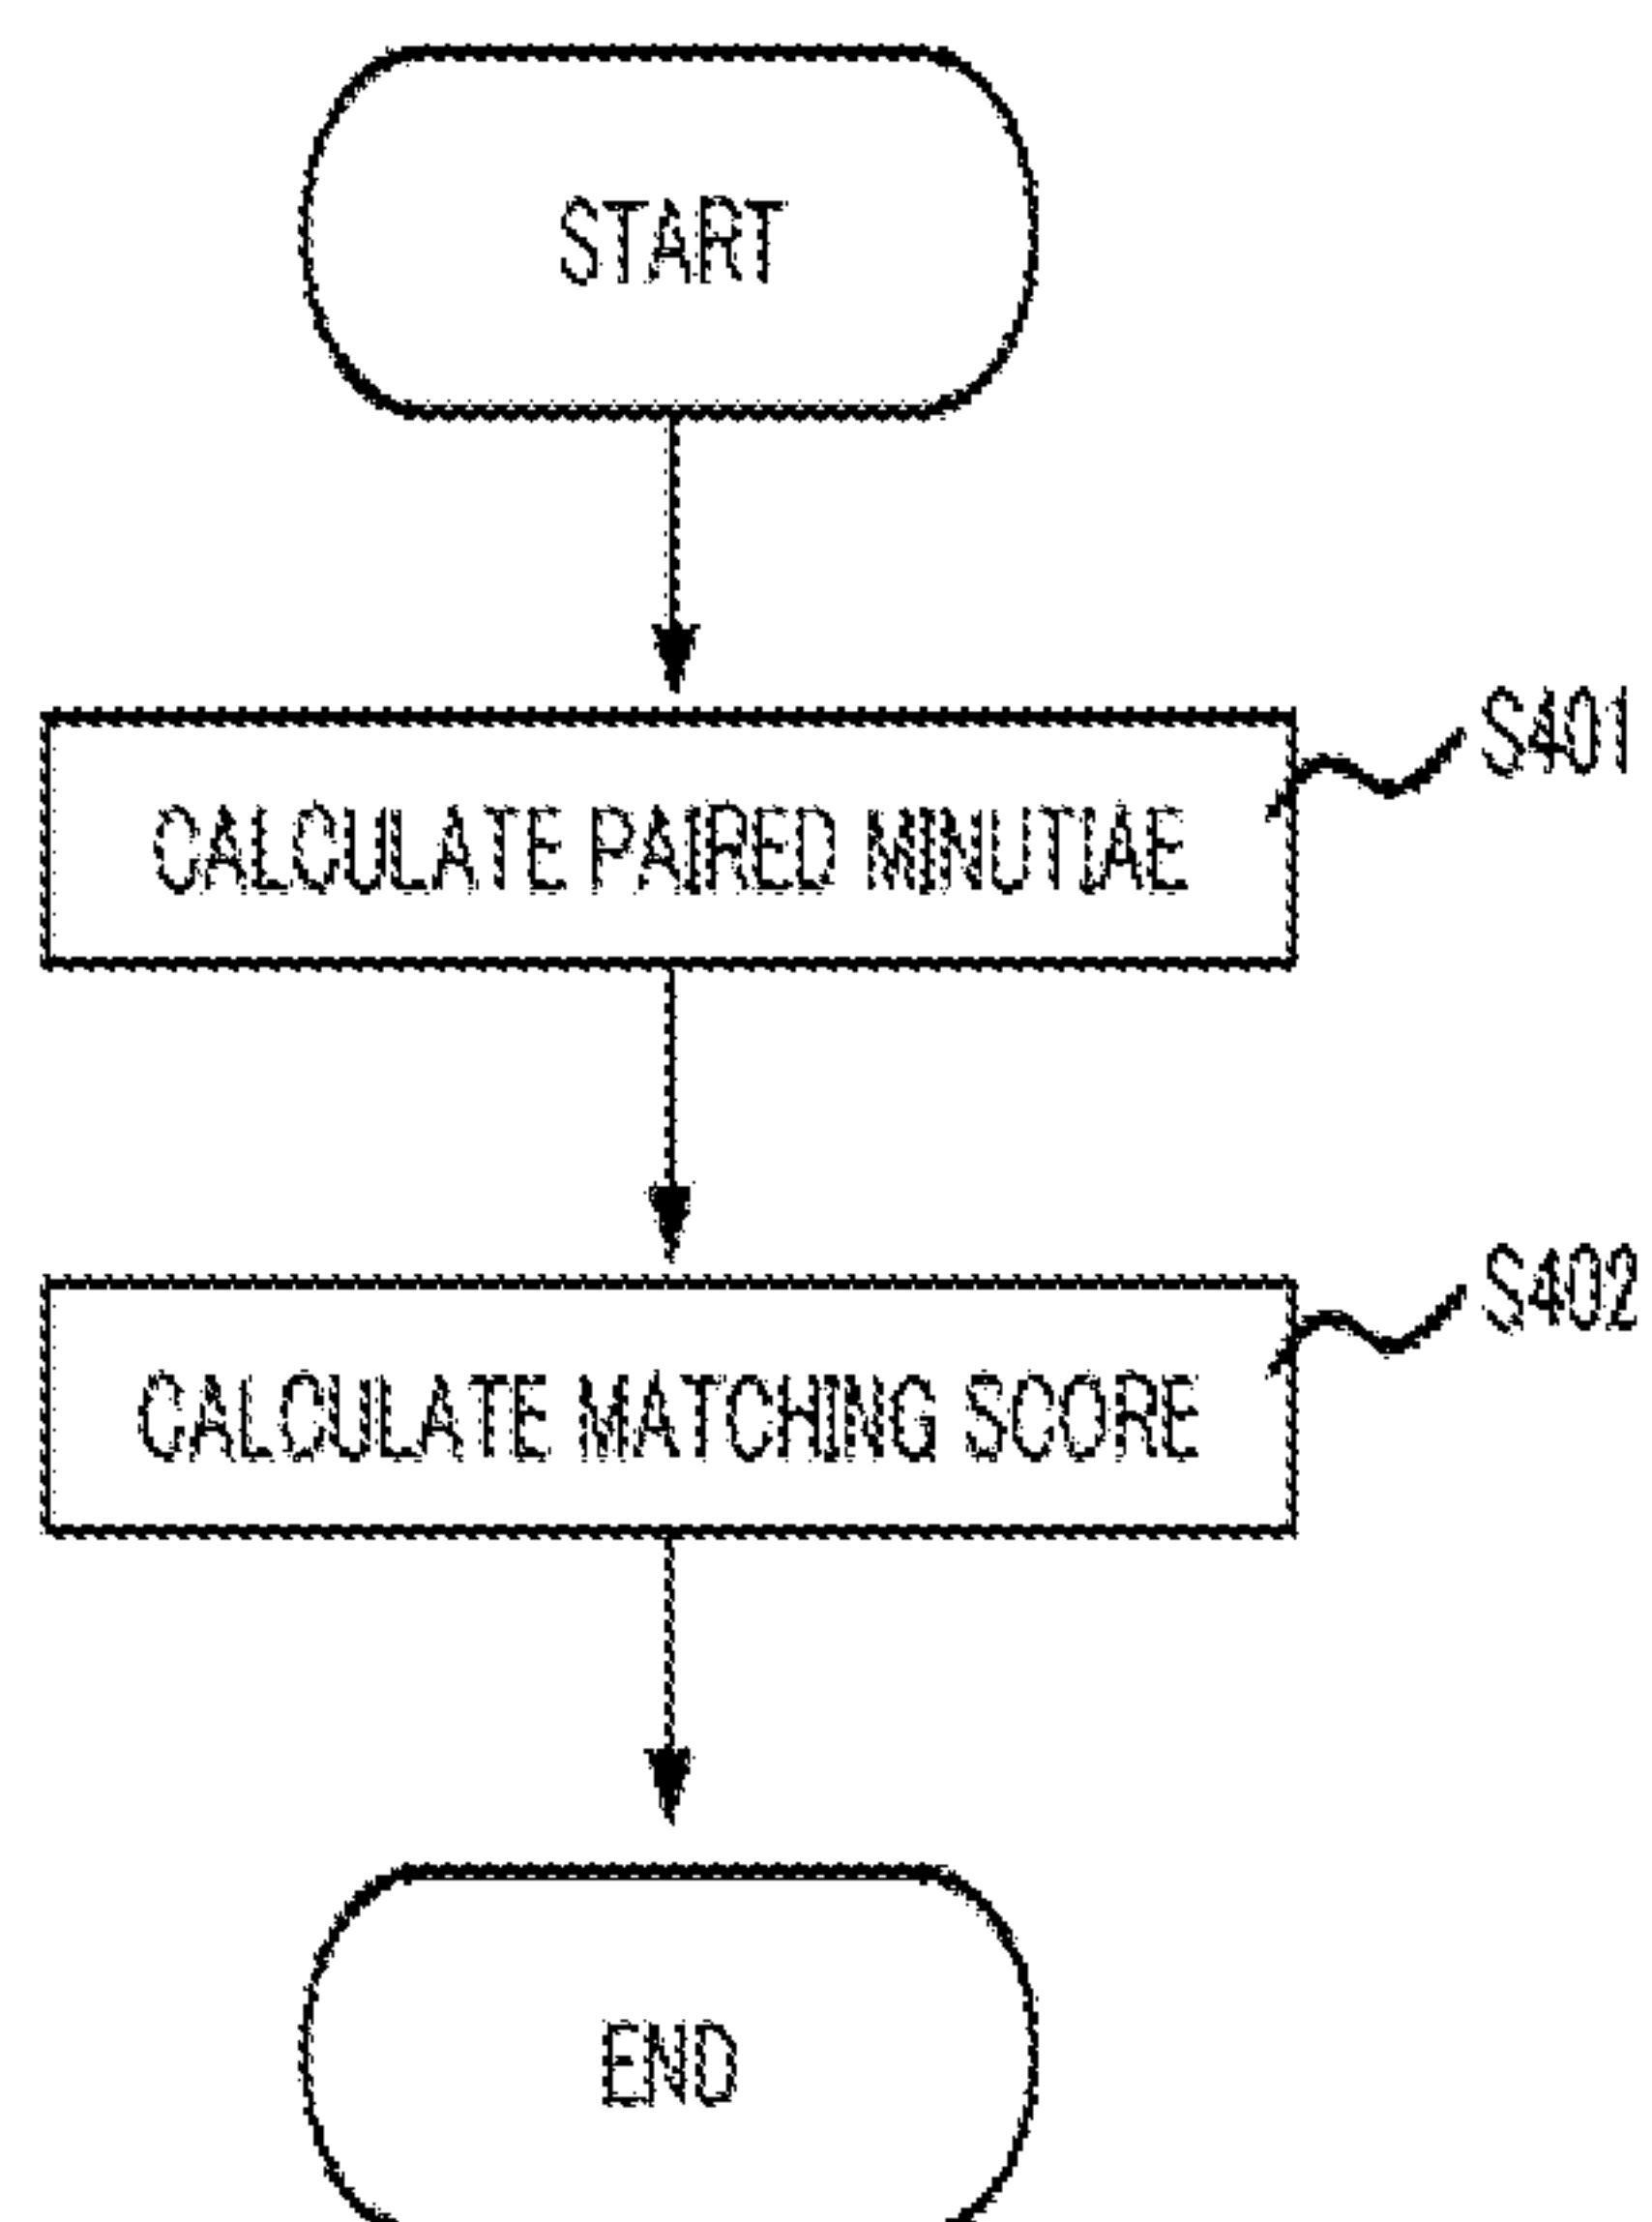 START
S401
CALCULATE PAIRED MINUTIAE
S402
CALCULATE MATCHING SCORE
END